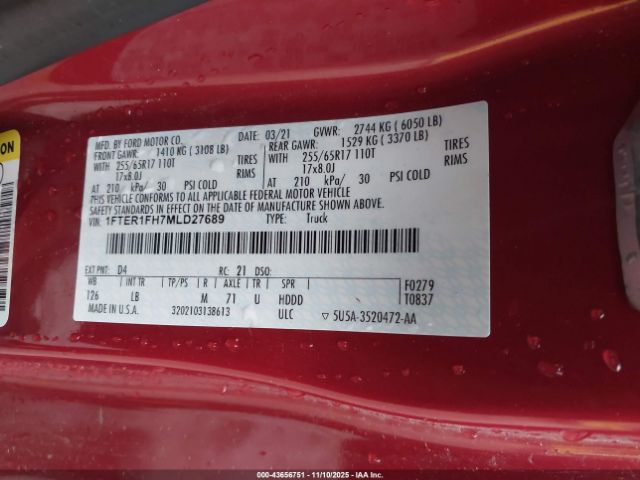 ION
MFD. BY FORD MOTOR CO. 03/21 GVWR: 2744 KG ( 6050 LB)
FRONT GAWR: 1410 KG ( 3108 LB) REAR GAWR: 1529 KG ( 3370 LB)
WITH 255/65R17 110T TIRES WITH 255/65R17 110T TIRES
17x8.0J RIMS 17x8.0J RIMS
AT 210 kPa/ 30 PSI COLD AT 210 kPa/ 30 PSI COLD
THIS VEHICLE CONFORMS TO ALL APPLICABLE FEDERAL MOTOR VEHICLE
SAFETY STANDARDS IN EFFECT ON THE DATE OF MANUFACTURE SHOWN ABOVE.
VIN: 1FTER1FH7MLD27689 TYPE: Truck
EXT PNT: D4 RC: 21 DSO:
WB INT TR TP/PS R AXLE TR SPR F0279
126 LB M 71 U HDDD T0837
MADE IN U.S.A. 3202103138613 ULC ▽ 5U5A-3520472-AA
000-43656751 — 11/10/2025 — IAAI.CA